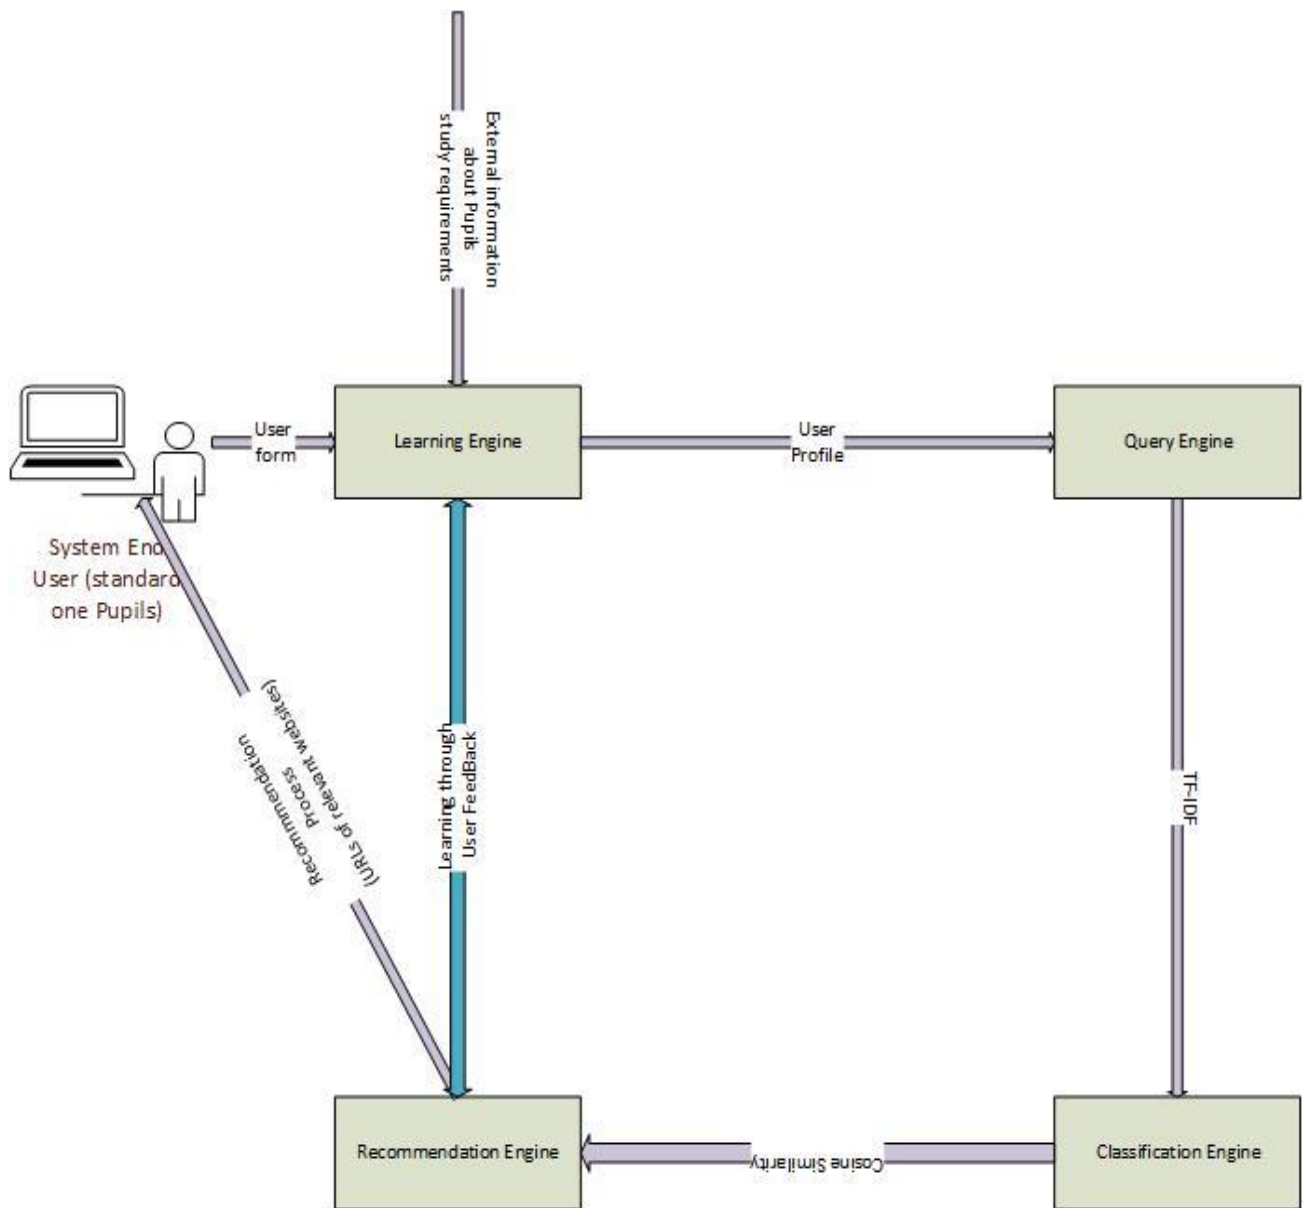 External information
about Pupils
study requirements
User
form
Learning Engine
User
Profile
Query Engine
System End
User (standard
one Pupils)
Recommmendation
Process
(URLs of relevant websites)
Learning through
User FeedBack
TF-IDF
Recommendation Engine
Cosine Similarity
Classification Engine